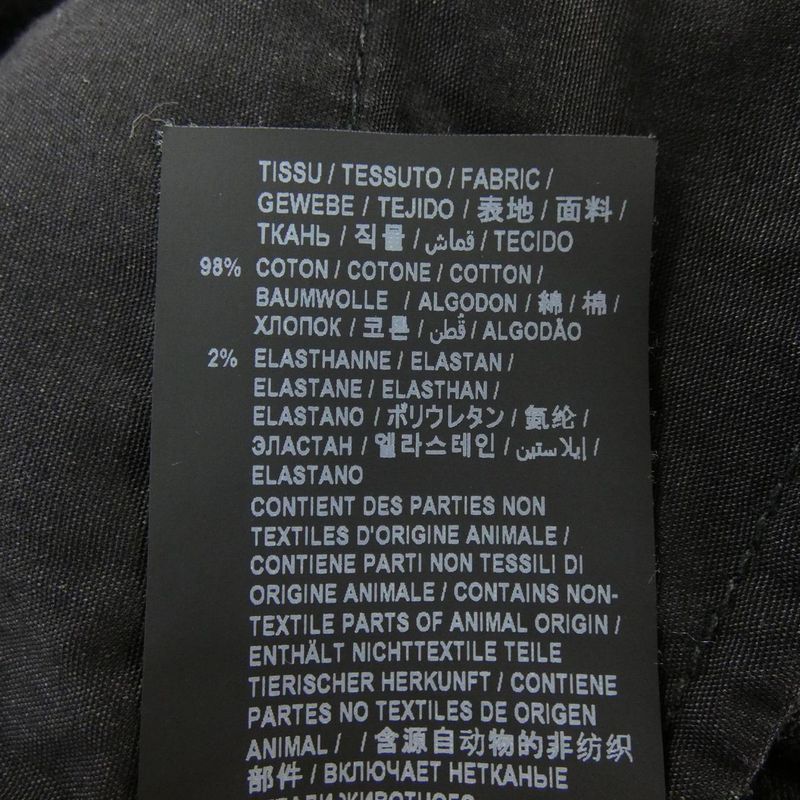 TISSU / TESSUTO / FABRIC /
GEWEBE / TEJIDO / 表地 / 面料 /
ТКАНЬ / 직물 / قماش / TECIDO
98% COTON / COTONE / COTTON /
BAUMWOLLE / ALGODON / 綿 / 棉 /
ХЛОПОК / 코튼 / قُطن / ALGODÃO
2% ELASTHANNE / ELASTAN /
ELASTANE / ELASTHAN /
ELASTANO / ポリウレタン / 氨纶 /
ЭЛАСТАН / 엘라스테인 / إيلاستين /
ELASTANO
CONTIENT DES PARTIES NON
TEXTILES D'ORIGINE ANIMALE /
CONTIENE PARTI NON TESSILI DI
ORIGINE ANIMALE / CONTAINS NON-
TEXTILE PARTS OF ANIMAL ORIGIN /
ENTHÄLT NICHTTEXTILE TEILE
TIERISCHER HERKUNFT / CONTIENE
PARTES NO TEXTILES DE ORIGEN
ANIMAL / / 含源自动物的非纺织
部件 / ВКЛЮЧАЕТ НЕТКАНЫЕ